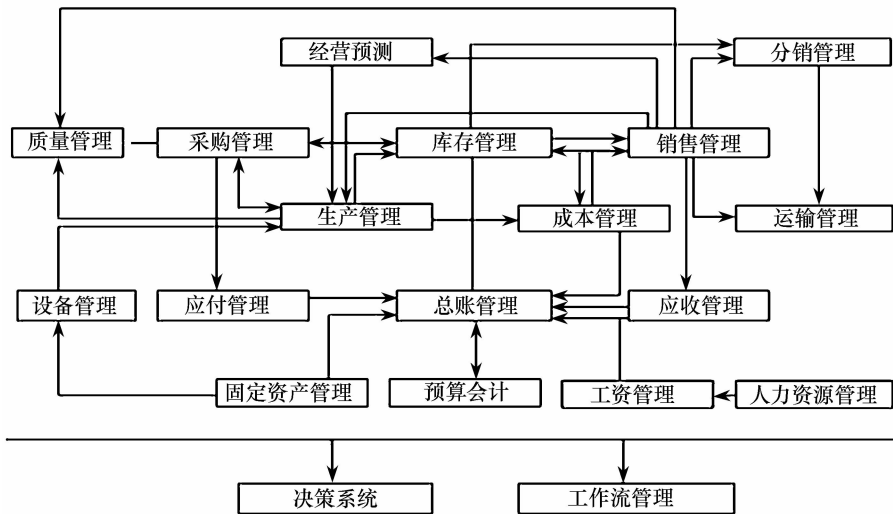 经营预测
分销管理
质量管理
采购管理
库存管理
销售管理
生产管理
成本管理
运输管理
设备管理
应付管理
总账管理
应收管理
固定资产管理
预算会计
工资管理
人力资源管理
决策系统
工作流管理